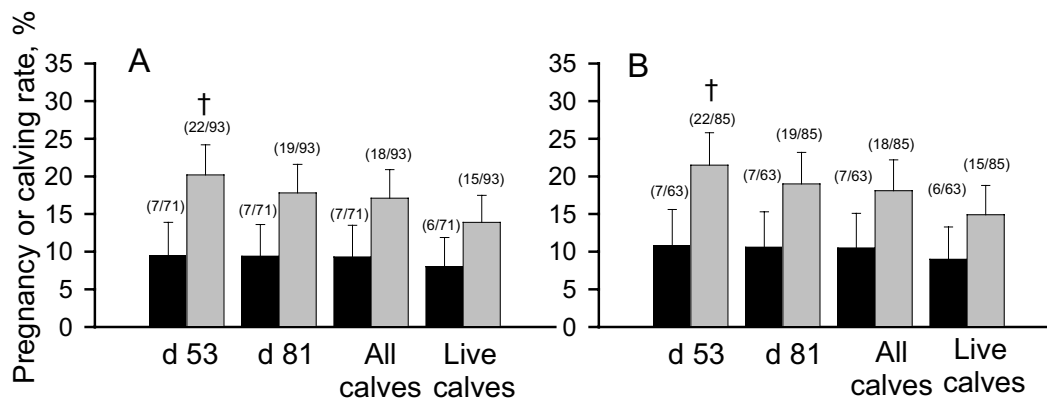 Pregnancy or calving rate, %
A
35
30
25
20
15
10
5
0
†
(7/71)
(22/93)
(7/71)
(19/93)
(7/71)
(18/93)
(6/71)
(15/93)
d 53
d 81
All
calves
Live
calves
B
35
30
25
20
15
10
5
0
†
(7/63)
(22/85)
(7/63)
(19/85)
(7/63)
(18/85)
(6/63)
(15/85)
d 53
d 81
All
calves
Live
calves